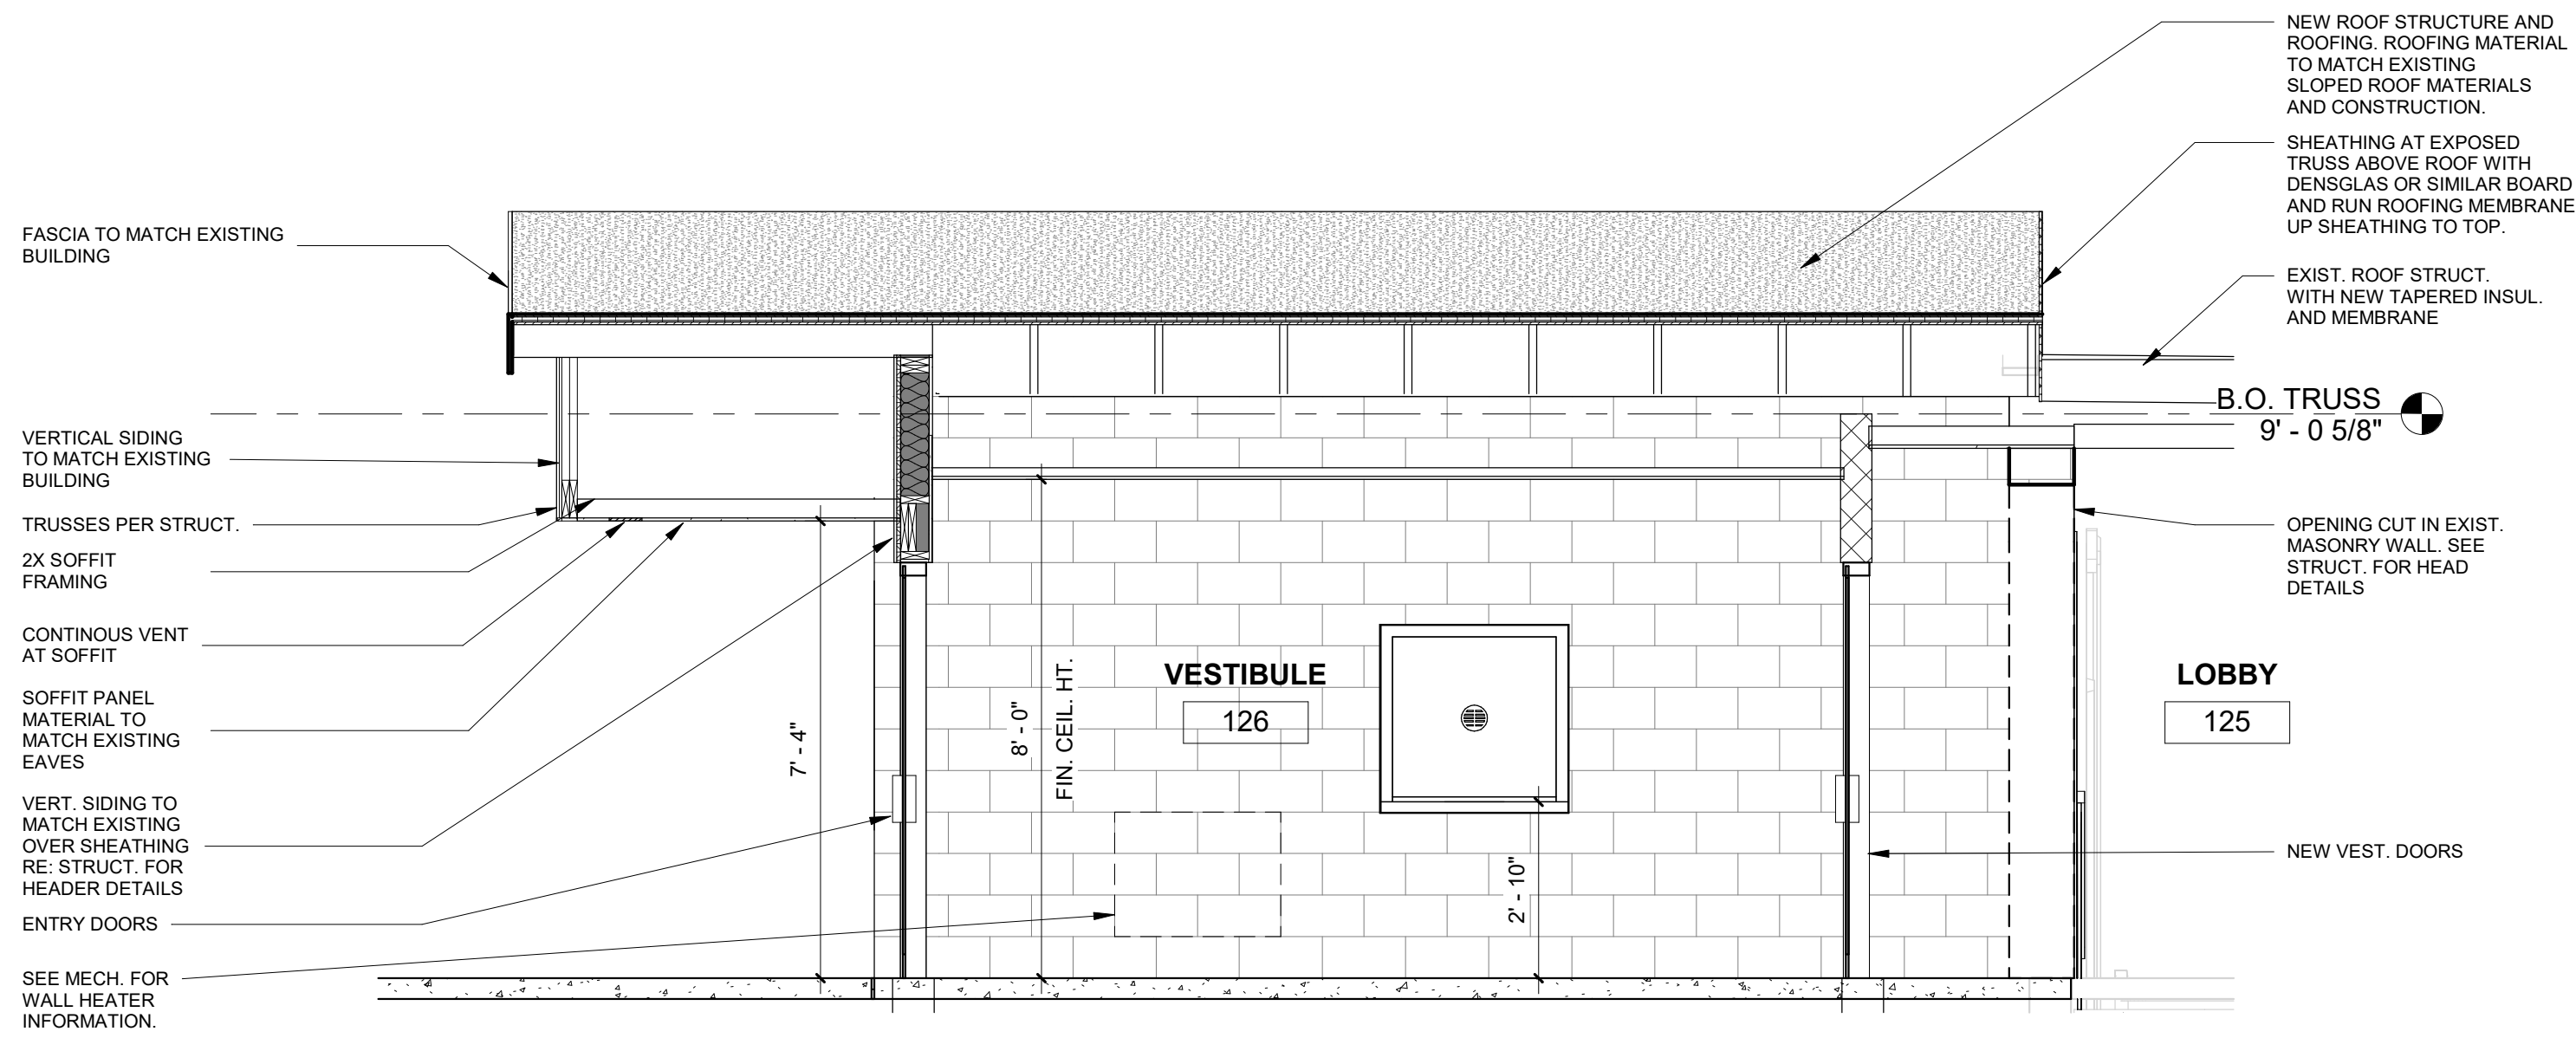 NEW ROOF STRUCTURE AND
ROOFING. ROOFING MATERIAL
TO MATCH EXISTING
SLOPED ROOF MATERIALS
AND CONSTRUCTION.
SHEATHING AT EXPOSED
TRUSS ABOVE ROOF WITH
DENSGLAS OR SIMILAR BOARD
AND RUN ROOFING MEMBRANE
UP SHEATHING TO TOP.
EXIST. ROOF STRUCT.
WITH NEW TAPERED INSUL.
AND MEMBRANE
B.O. TRUSS
9' - 0 5/8"
OPENING CUT IN EXIST.
MASONRY WALL. SEE
STRUCT. FOR HEAD
DETAILS
LOBBY
125
NEW VEST. DOORS
FASCIA TO MATCH EXISTING
BUILDING
VERTICAL SIDING
TO MATCH EXISTING
BUILDING
TRUSSES PER STRUCT.
2X SOFFIT
FRAMING
CONTINOUS VENT
AT SOFFIT
SOFFIT PANEL
MATERIAL TO
MATCH EXISTING
EAVES
VERT. SIDING TO
MATCH EXISTING
OVER SHEATHING
RE: STRUCT. FOR
HEADER DETAILS
ENTRY DOORS
SEE MECH. FOR
WALL HEATER
INFORMATION.
7' - 4"
8' - 0"
FIN. CEIL. HT.
VESTIBULE
126
2' - 10"